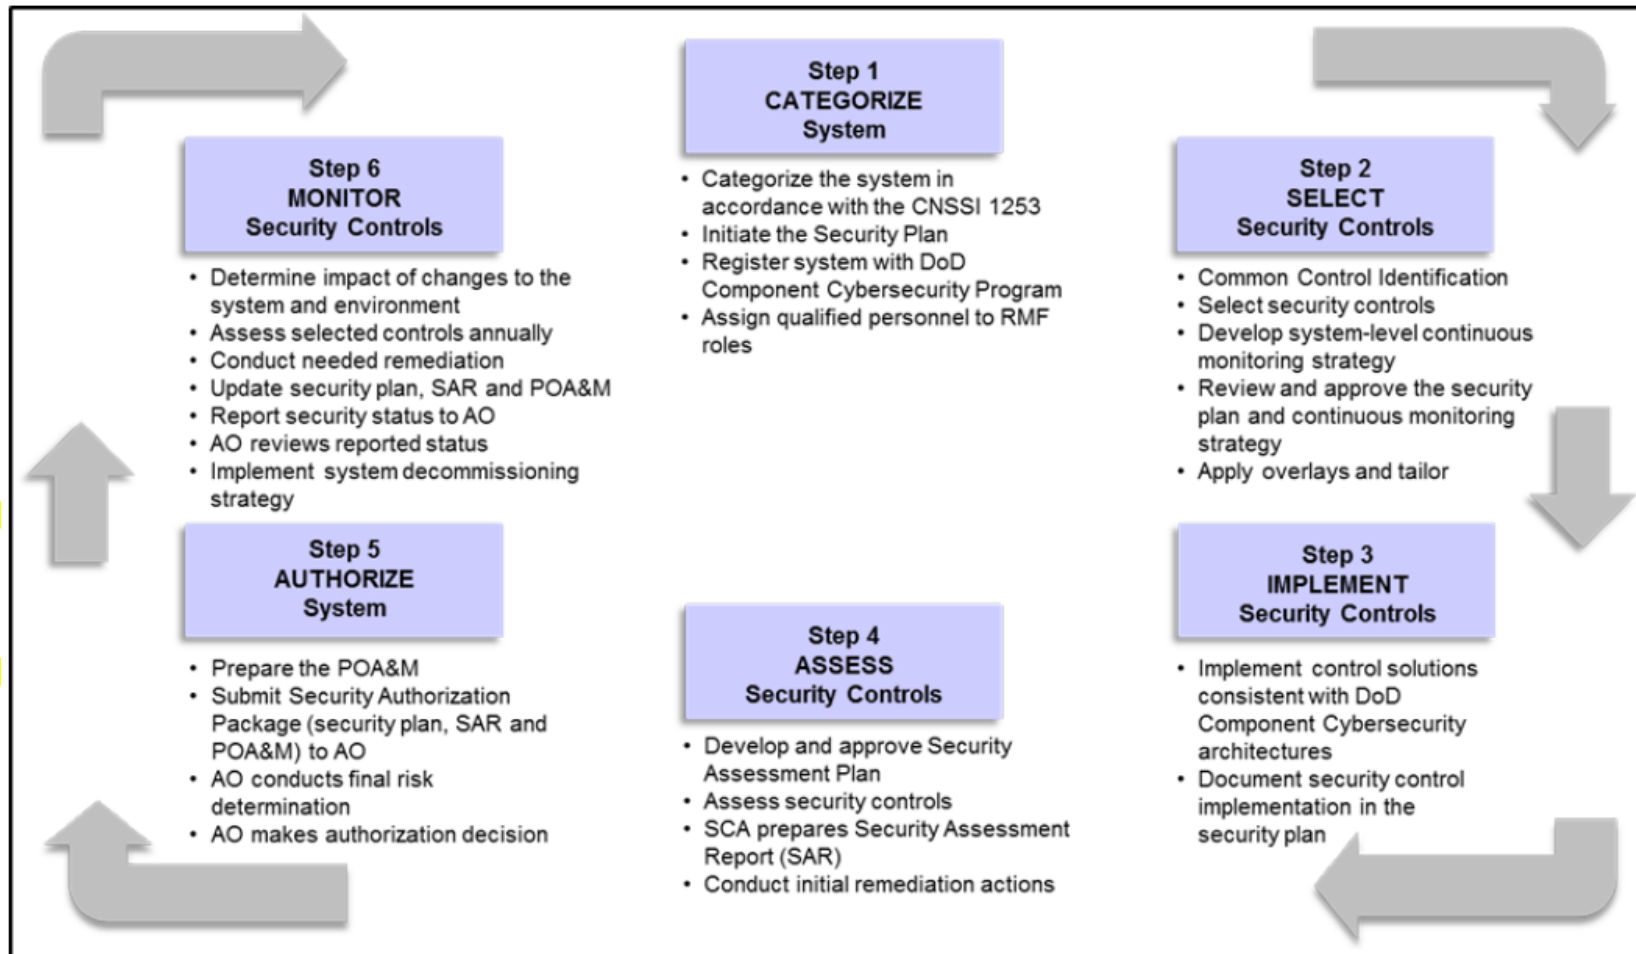 Step 1
CATEGORIZE
System
• Categorize the system in
accordance with the CNSSI 1253
• Initiate the Security Plan
• Register system with DoD
Component Cybersecurity Program
• Assign qualified personnel to RMF
roles
Step 2
SELECT
Security Controls
• Common Control Identification
• Select security controls
• Develop system-level continuous
monitoring strategy
• Review and approve the security
plan and continuous monitoring
strategy
• Apply overlays and tailor
Step 3
IMPLEMENT
Security Controls
• Implement control solutions
consistent with DoD
Component Cybersecurity
architectures
• Document security control
implementation in the
security plan
Step 4
ASSESS
Security Controls
• Develop and approve Security
Assessment Plan
• Assess security controls
• SCA prepares Security Assessment
Report (SAR)
• Conduct initial remediation actions
Step 5
AUTHORIZE
System
• Prepare the POA&M
• Submit Security Authorization
Package (security plan, SAR and
POA&M) to AO
• AO conducts final risk
determination
• AO makes authorization decision
Step 6
MONITOR
Security Controls
• Determine impact of changes to the
system and environment
• Assess selected controls annually
• Conduct needed remediation
• Update security plan, SAR and POA&M
• Report security status to AO
• AO reviews reported status
• Implement system decommissioning
strategy